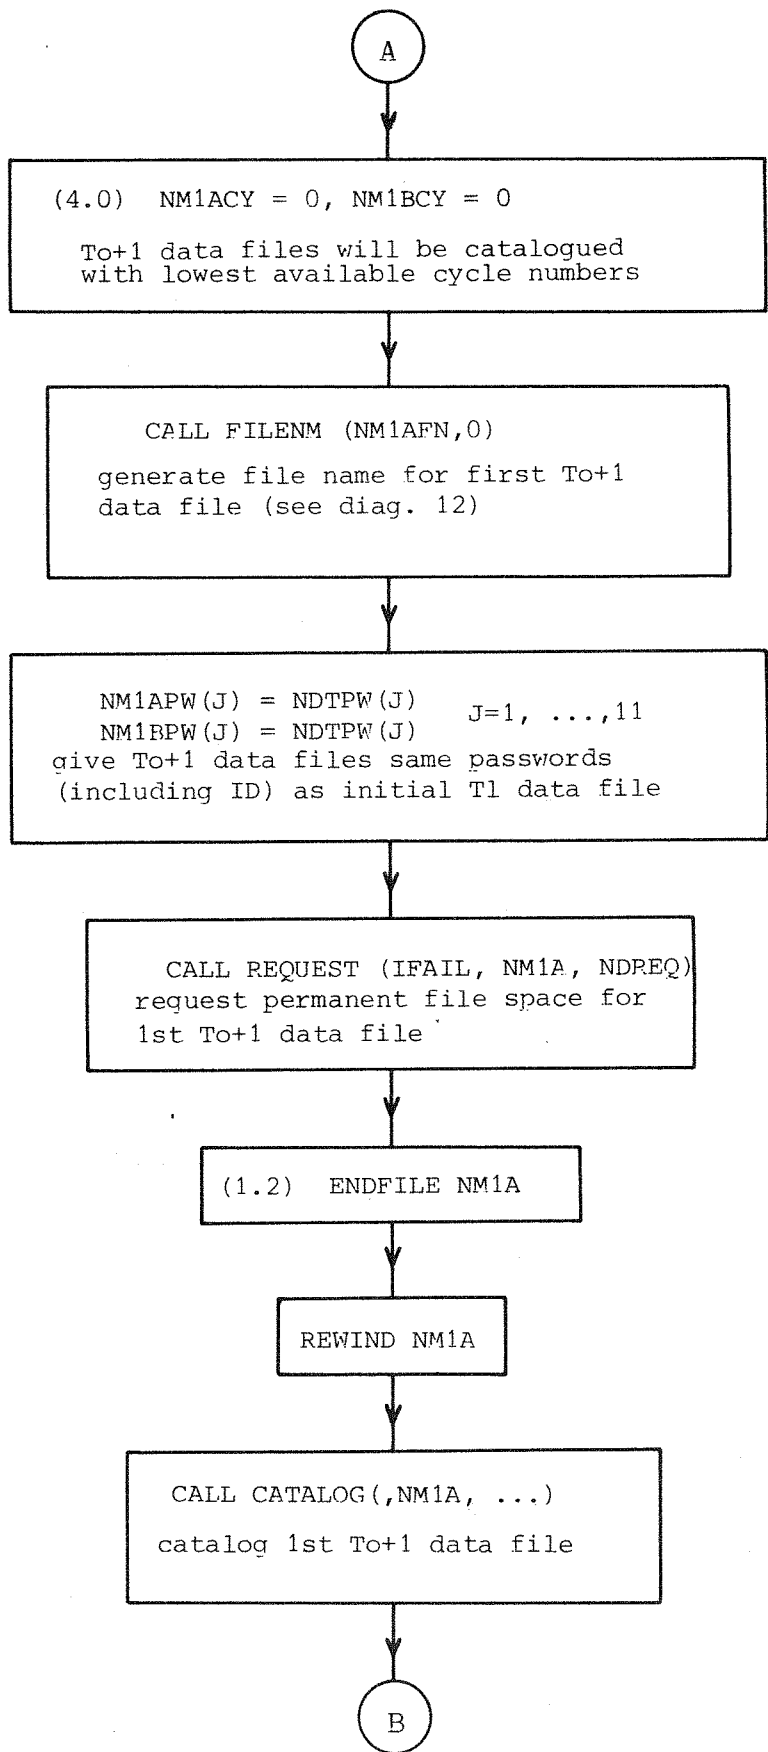 A
(4.0) NM1ACY = 0, NM1BCY = 0
To+1 data files will be catalogued
with lowest available cycle numbers
CALL FILENM (NM1AFN,0)
generate file name for first To+1
data file (see diag. 12)
NM1APW(J) = NDTPW(J)
NM1BPW(J) = NDTPW(J)
J=1, ...,11
give To+1 data files same passwords
(including ID) as initial T1 data file
CALL REQUEST (IFAIL, NM1A, NDREQ)
request permanent file space for
1st To+1 data file
(1.2) ENDFILE NM1A
REWIND NM1A
CALL CATALOG(,NM1A, ...)
catalog 1st To+1 data file
B